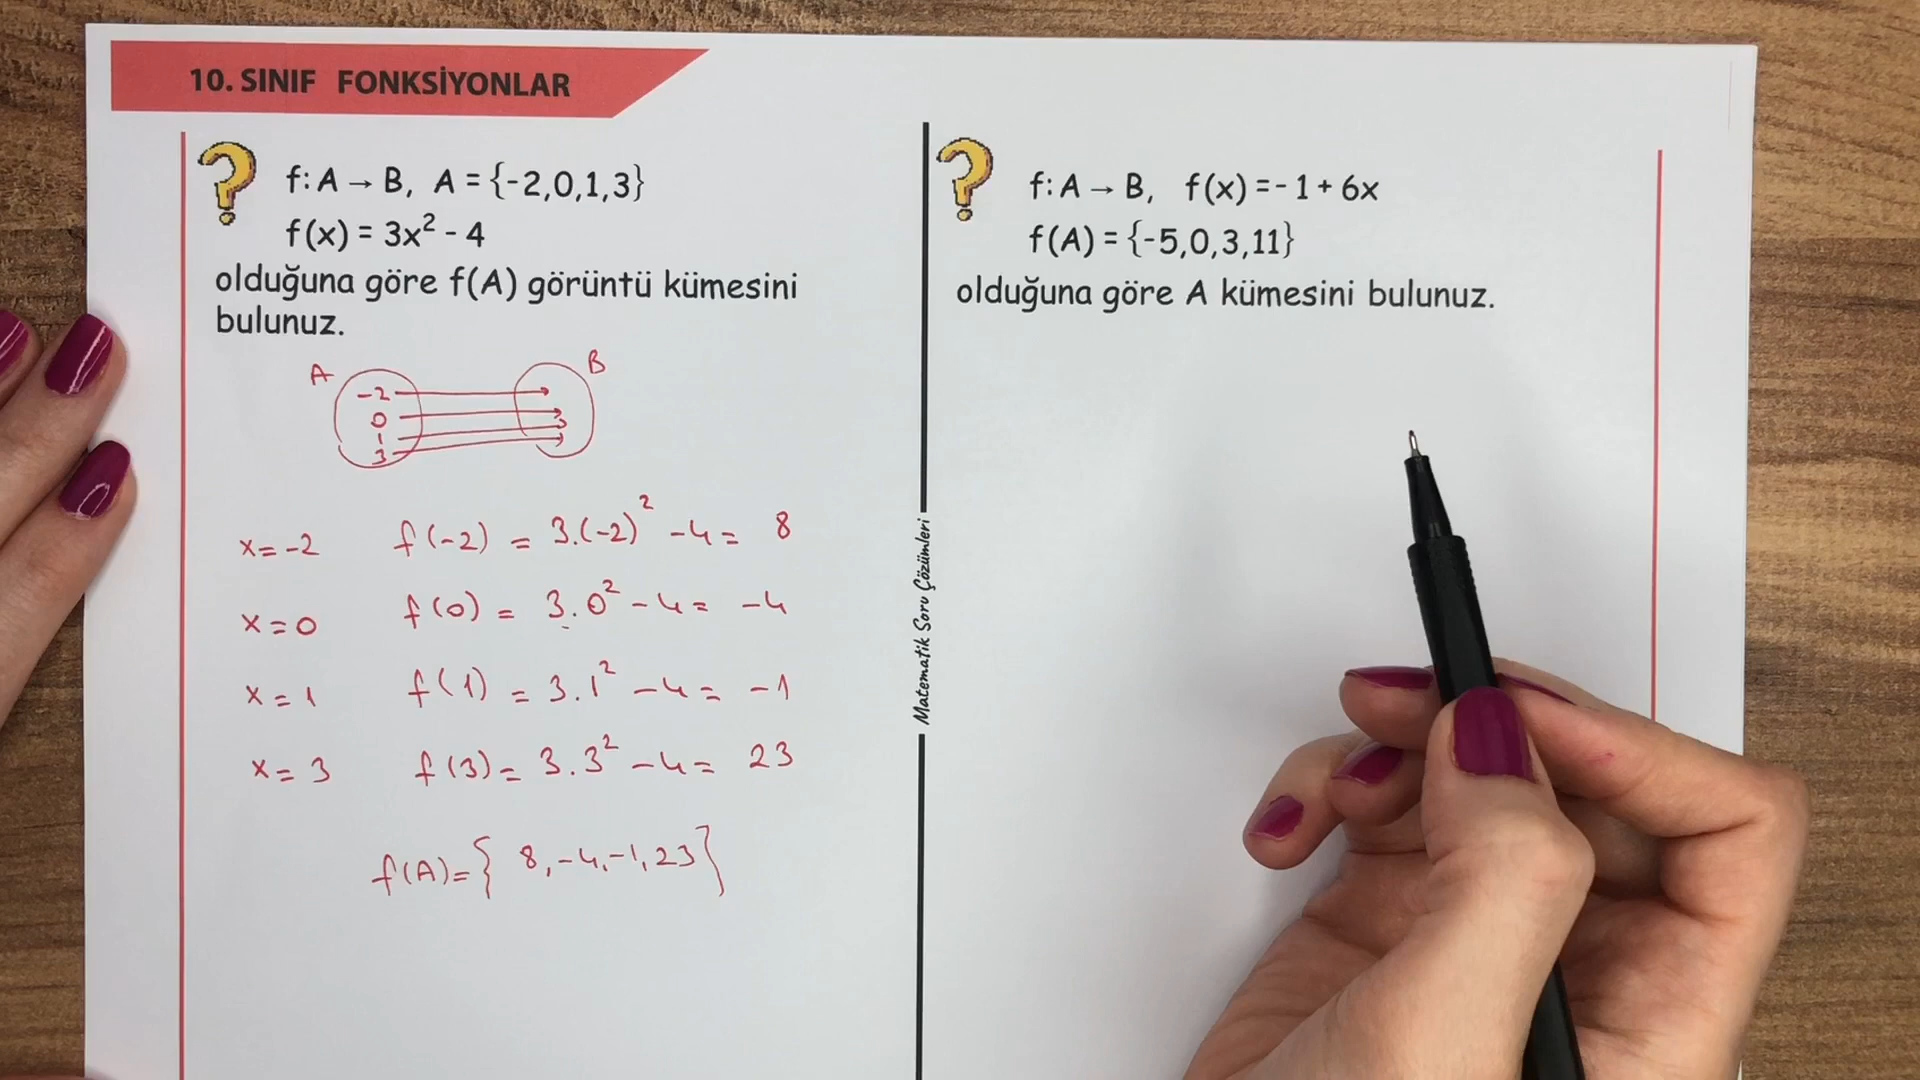 10. SINIF FONKSİYONLAR
f: A → B, A = {-2,0,1,3}
f(x) = 3x² - 4
olduğuna göre f(A) görüntü kümesini
bulunuz.
A B
-2
0
1
3
x = -2 f(-2) = 3.(-2)² - 4 = 8
x = 0 f(0) = 3.0² - 4 = -4
x = 1 f(1) = 3.1² - 4 = -1
x = 3 f(3) = 3.3² - 4 = 23
f(A) = { 8, -4, -1, 23 }
Matematik Soru Çözümleri
f: A → B, f(x) = - 1 + 6x
f(A) = {-5,0,3,11}
olduğuna göre A kümesini bulunuz.